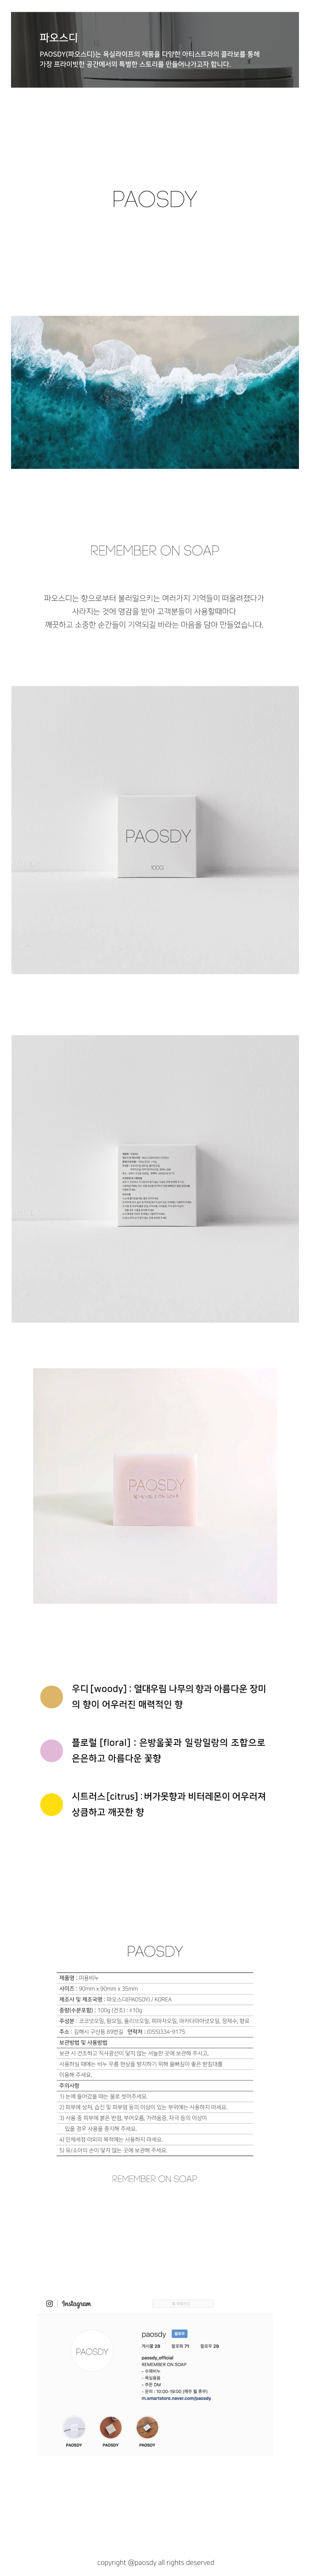 파오스디
PAOSDY(파오스디)는 욕실라이프의 제품을 다양한 아티스트과의 콜라보를 통해
가장 프라이빗한 공간에서의 특별한 스토리를 만들어나가고자 합니다.
PAOSDY
REMEMBER ON SOAP
파오스디는 향으로부터 불러일으키는 여러가지 기억들이 떠올려졌다가
사라지는 것에 영감을 받아 고객분들이 사용할때마다
깨끗하고 소중한 순간들이 기억되길 바라는 마음을 담아 만들었습니다.
PAOSDY
100G
PAOSDY
REMEMBER ON SOAP
우디 [woody] : 열대우림 나무의 향과 아름다운 장미
의 향이 어우러진 매력적인 향
플로럴 [floral] : 은방울꽃과 일랑일랑의 조합으로
은은하고 아름다운 꽃향
시트러스 [citrus] : 버가못향과 비터레몬이 어우러져
상큼하고 깨끗한 향
PAOSDY
제품명 : 미용비누
사이즈 : 90mm x 90mm x 35mm
제조사 및 제조국명 : 파오스디(PAOSDY) / KOREA
중량(수분포함) : 100g (건조) : ±10g
주성분 : 코코넛오일, 팜오일, 올리브오일, 피마자오일, 마카다미아넛오일, 정제수, 향료
주소 : 김해시 구산동 89번길 연락처 : (055)334-9175
보관방법 및 사용방법
보관 시 건조하고 직사광선이 닿지 않는 서늘한 곳에 보관해 주시고,
사용하실 때에는 비누 무름 현상을 방지하기 위해 물빠짐이 좋은 받침대를
이용해 주세요.
주의사항
1) 눈에 들어갔을 때는 물로 씻어주세요.
2) 피부에 상처, 습진 및 피부염 등의 이상이 있는 부위에는 사용하지 마세요.
3) 사용 중 피부에 붉은 반점, 부어오름, 가려움증, 자극 등의 이상이
있을 경우 사용을 중지해 주세요.
4) 인체세정 이외의 목적에는 사용하지 마세요.
5) 유/소아의 손이 닿지 않는 곳에 보관해 주세요.
REMEMBER ON SOAP
Instagram
paosdy 팔로우
게시물 28 팔로워 71 팔로우 29
PAOSDY
paosdy_official
REMEMBER ON SOAP
- 수제비누
- 욕실용품
- 주문 DM
- 문의 : 10:00-19:00 (매주 월 휴무)
m.smartstore.naver.com/paosdy
PAOSDY PAOSDY PAOSDY
copyright @paosdy all rights deserved